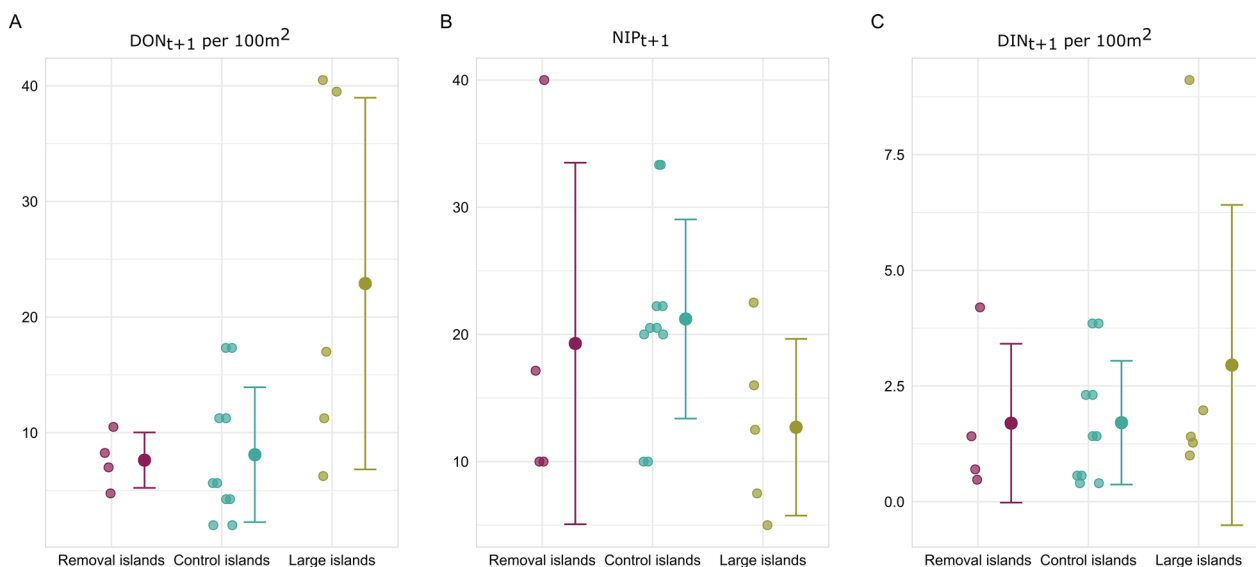 A
DONt+1 per 100m2
40
30
20
10
Removal islands Control islands Large islands
B
NIPt+1
40
30
20
10
Removal islands Control islands Large islands
C
DINt+1 per 100m2
7.5
5.0
2.5
0.0
Removal islands Control islands Large islands